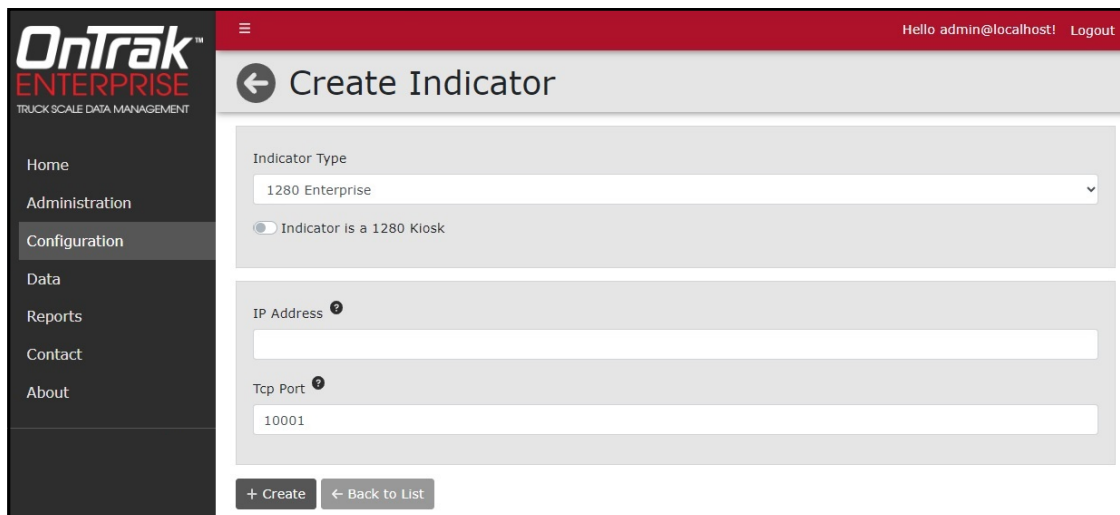 OnTrak™
ENTERPRISE
TRUCK SCALE DATA MANAGEMENT
Home
Administration
Configuration
Data
Reports
Contact
About
Hello admin@localhost! Logout
Create Indicator
Indicator Type
1280 Enterprise
Indicator is a 1280 Kiosk
IP Address ?
Tcp Port ?
10001
+ Create ← Back to List